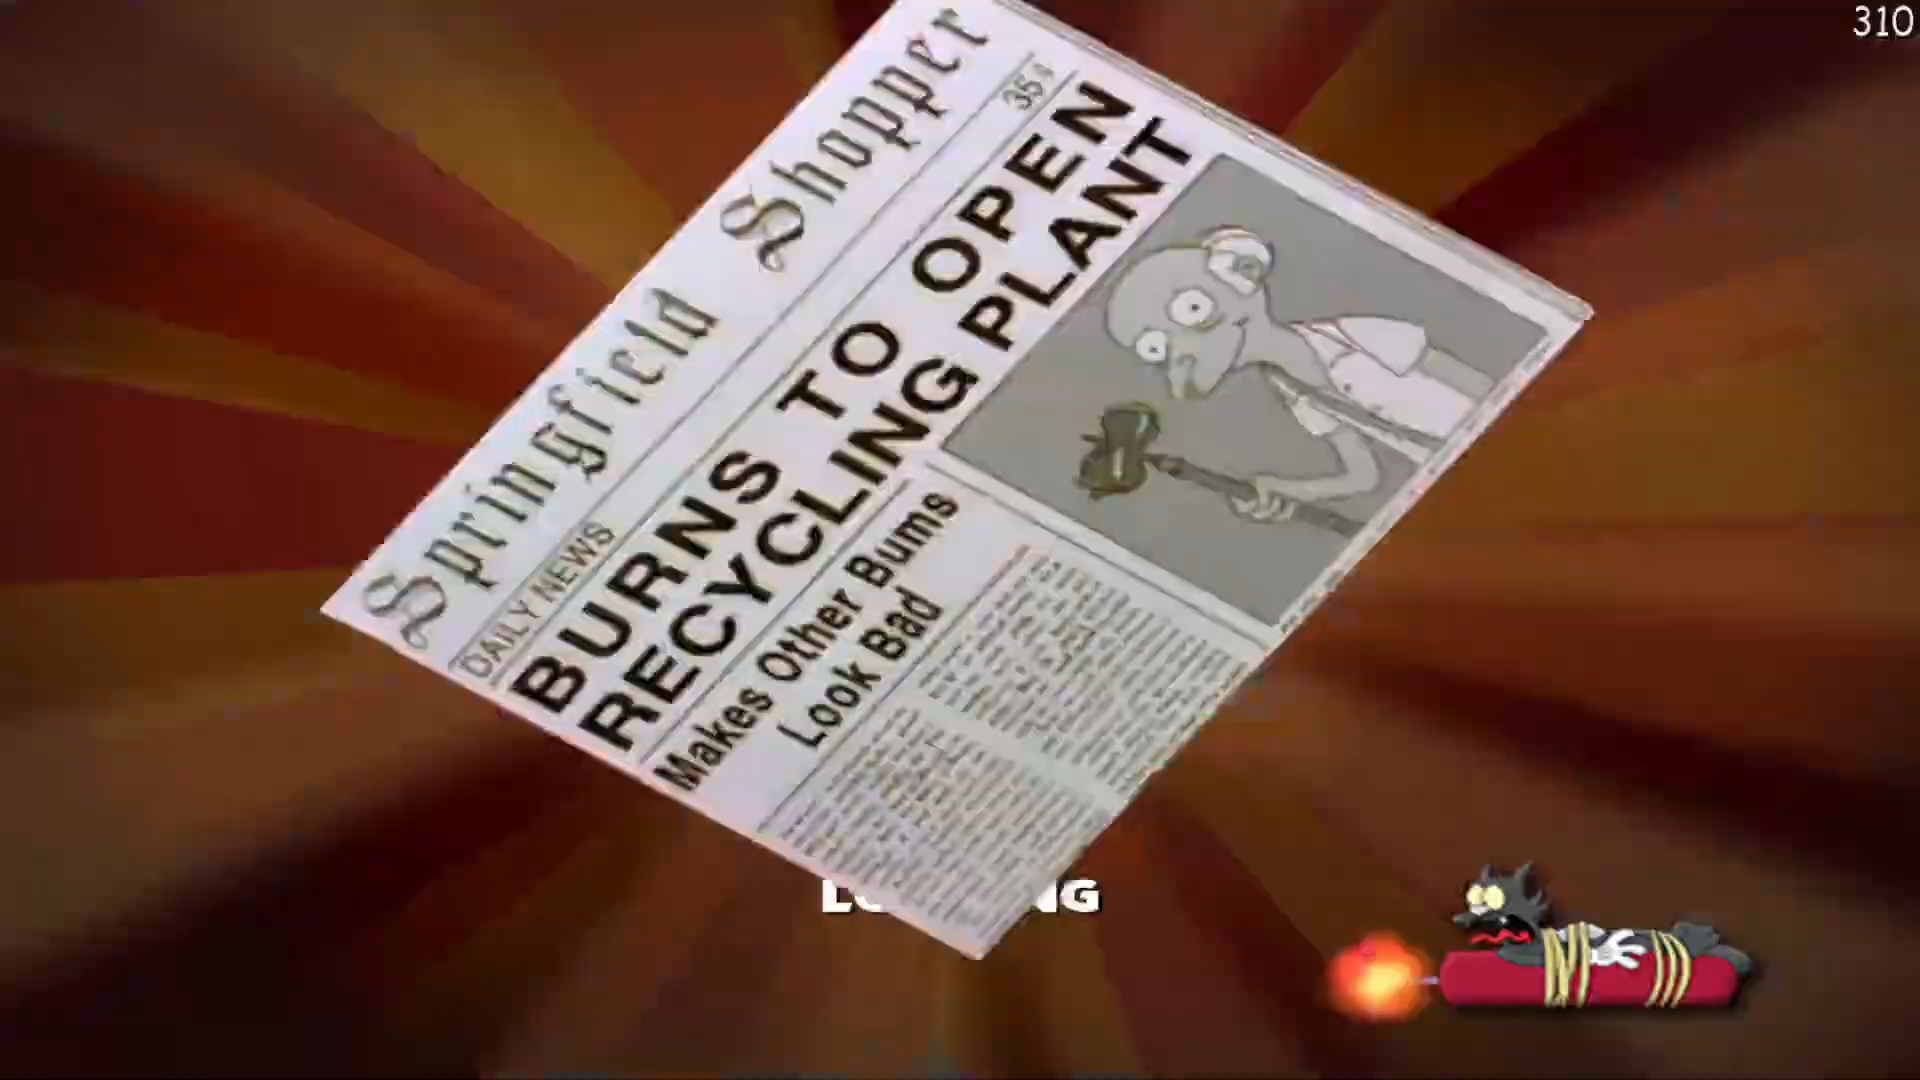 310
Springfield Shopper
DAILY NEWS 35¢
BURNS TO OPEN
RECYCLING PLANT
Makes Other Bums
Look Bad